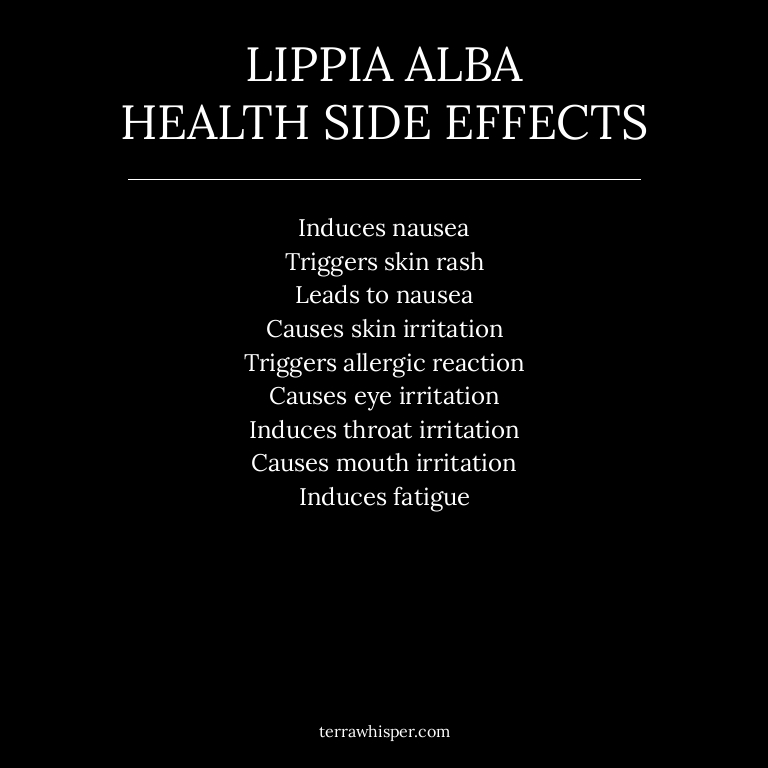 LIPPIA ALBA
HEALTH SIDE EFFECTS
Induces nausea
Triggers skin rash
Leads to nausea
Causes skin irritation
Triggers allergic reaction
Causes eye irritation
Induces throat irritation
Causes mouth irritation
Induces fatigue
terrawhisper.com